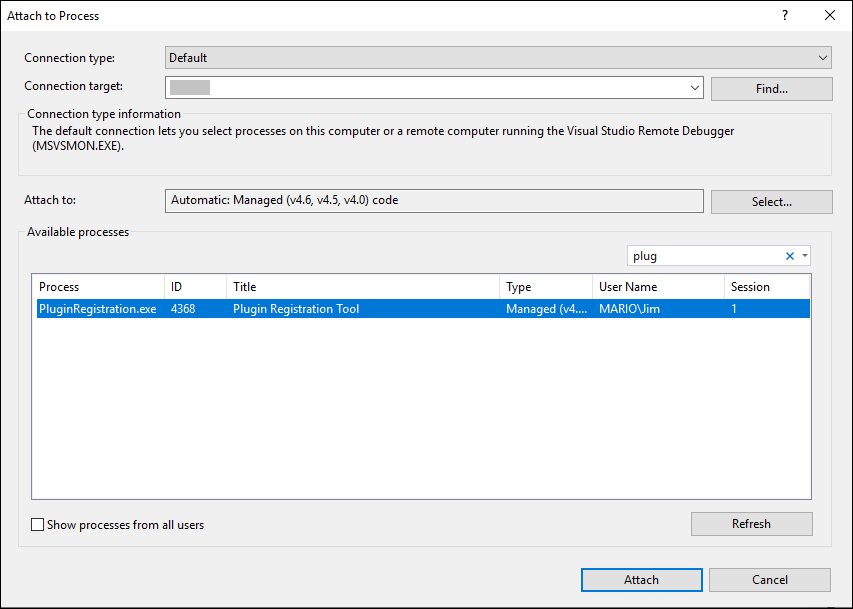 Attach to Process
?
Connection type:
Default
Connection target:
Find...
Connection type information
The default connection lets you select processes on this computer or a remote computer running the Visual Studio Remote Debugger
(MSVSMON.EXE).
Attach to:
Automatic: Managed (v4.6, v4.5, v4.0) code
Select...
Available processes
plug
Process ID Title Type User Name Session
PluginRegistration.exe 4368 Plugin Registration Tool Managed (v4.... MARIO\Jim 1
Show processes from all users
Refresh
Attach
Cancel